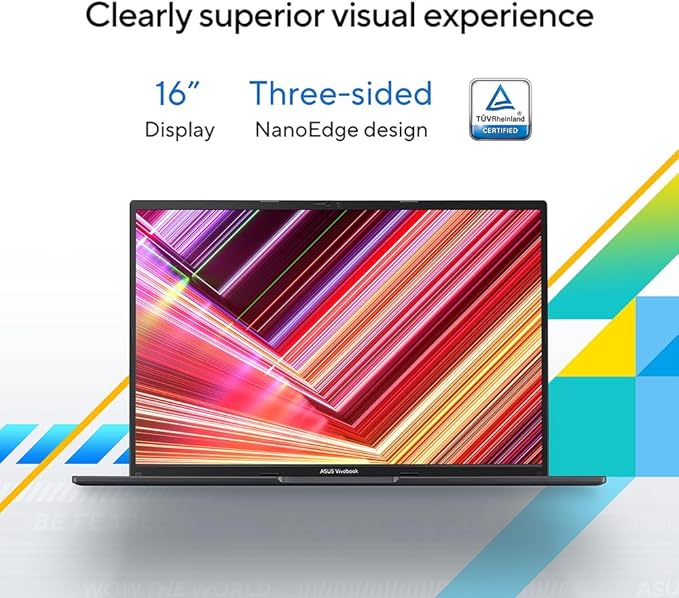 Clearly superior visual experience
16”
Three-sided
Display
NanoEdge design
TÜVRheinland
CERTIFIED
ASUS Vivobook
BE FEARLESS
WOW THE WORLD